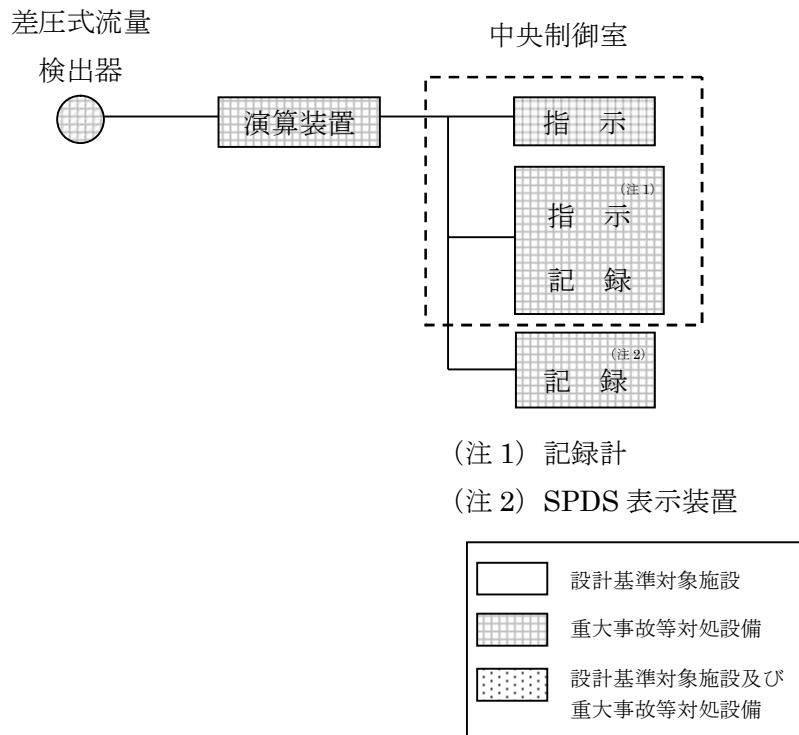 差圧式流量
検出器
中央制御室
演算装置
指 示
(注 1)
指 示
記 録
(注 2)
記 録
(注 1) 記録計
(注 2) SPDS 表示装置
設計基準対象施設
重大事故等対処設備
設計基準対象施設及び
重大事故等対処設備